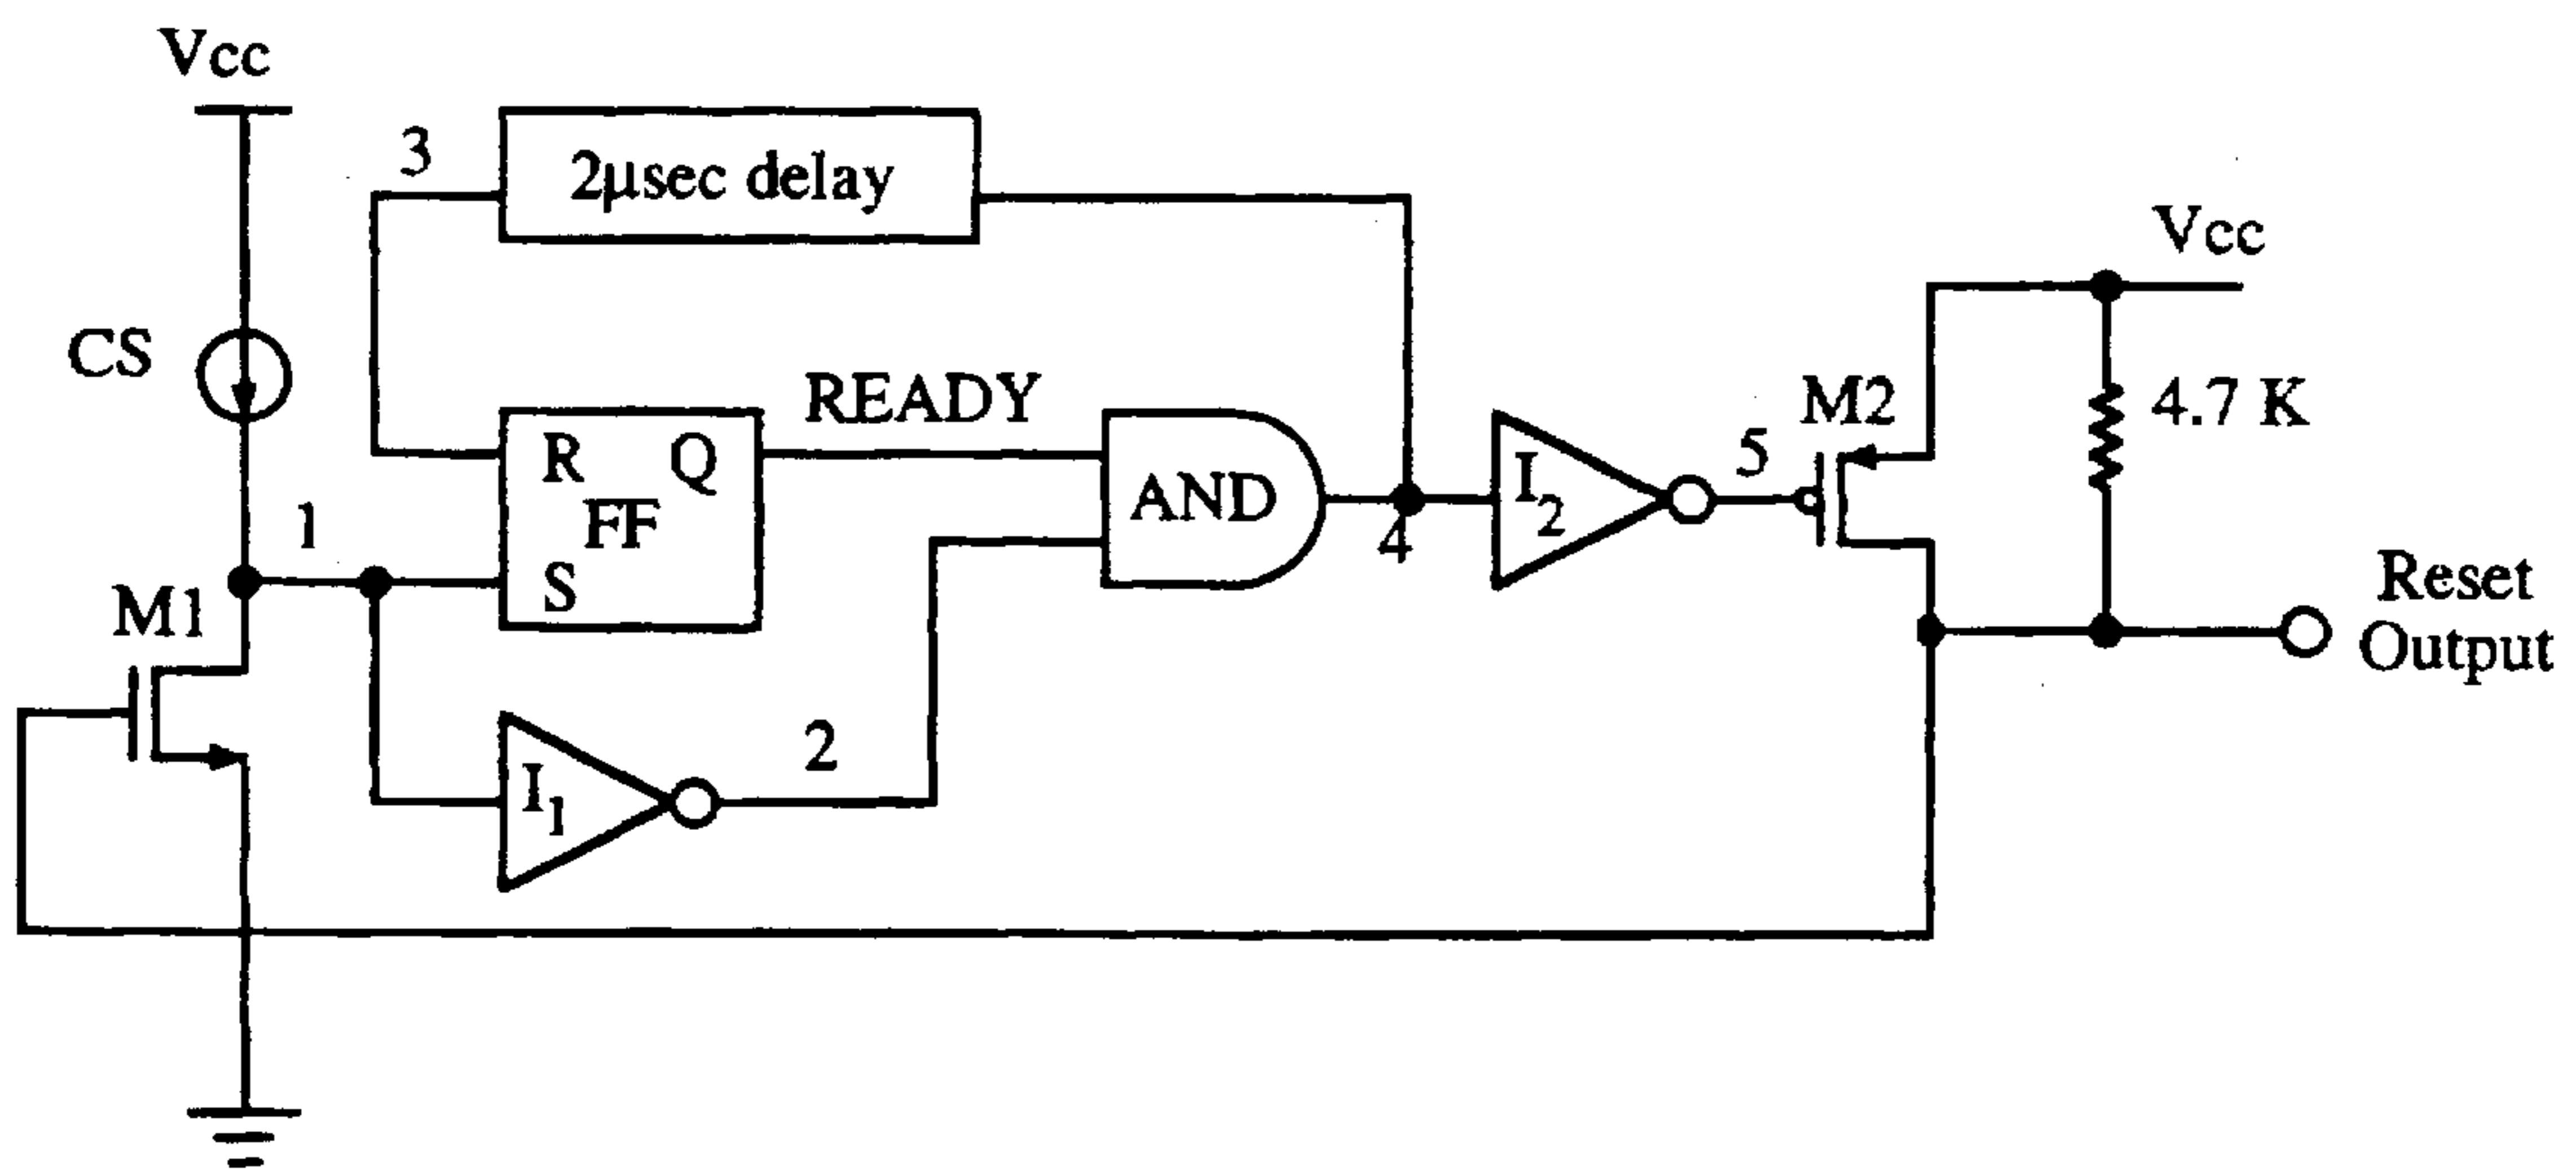 Vcc
3
2μsec delay
Vcc
CS
READY
M2
4.7 K
R Q
5
I2
AND
FF
1
4
S
M1
Reset
Output
2
I1